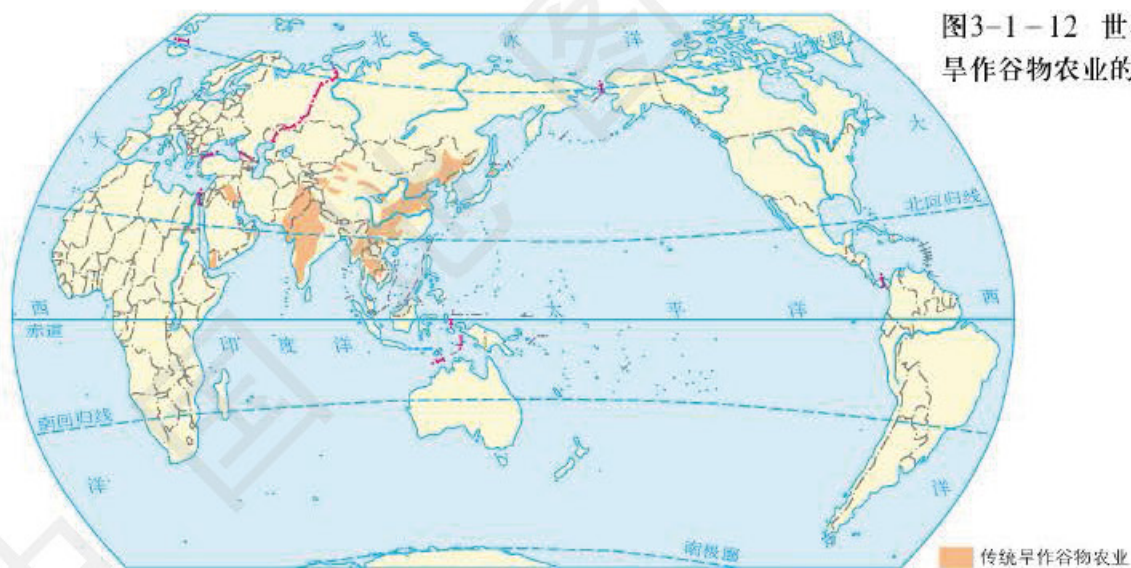 图3-1-12 世
旱作谷物农业的
北 冰 洋
北极圈
大
大
北回归线
西
赤道
太 平 洋
西
印 度 洋
南回归线
洋
洋
南极圈
传统旱作谷物农业